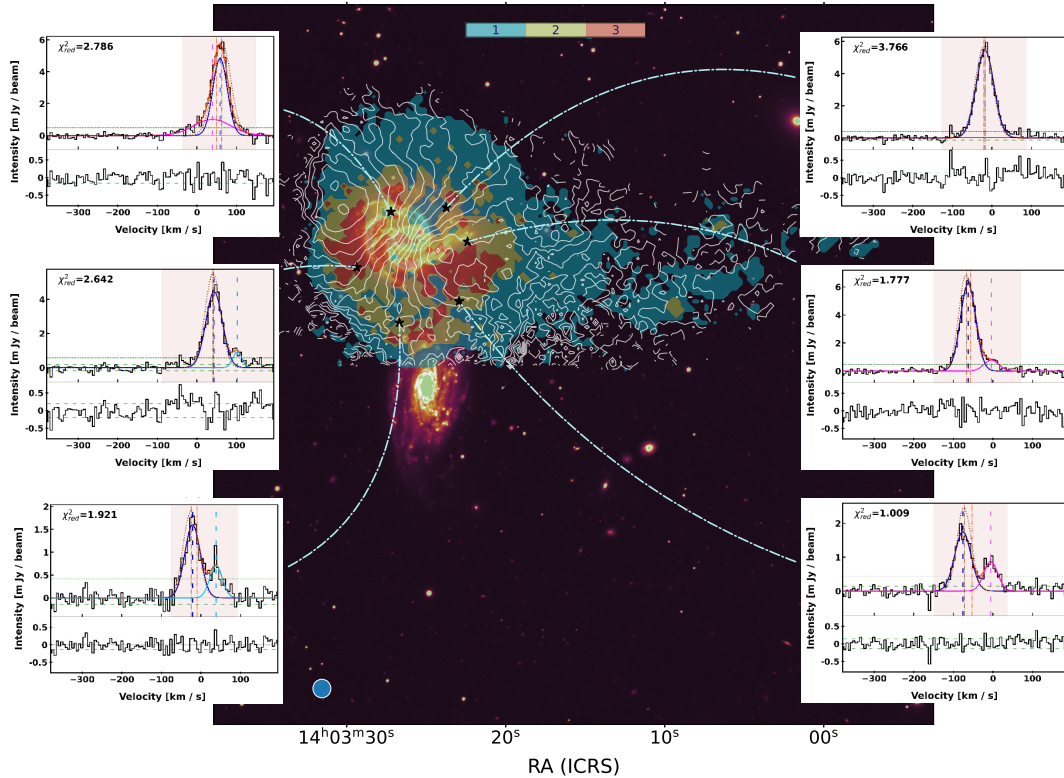 1 2 3
χ²red=2.786
Intensity [m Jy / beam]
6
4
2
0
0.5
0.0
−0.5
−300 −200 −100 0 100
Velocity [km / s]
χ²red=2.642
Intensity [m Jy / beam]
4
2
0
0.5
0.0
−0.5
−300 −200 −100 0 100
Velocity [km / s]
χ²red=1.921
Intensity [m Jy / beam]
2
1.5
1
0.5
0
0.5
0.0
−0.5
−300 −200 −100 0 100
Velocity [km / s]
χ²red=3.766
Intensity [m Jy / beam]
6
4
2
0
0.5
0.0
−0.5
−300 −200 −100 0 100
Velocity [km / s]
χ²red=1.777
Intensity [m Jy / beam]
6
4
2
0
0.5
0.0
−0.5
−300 −200 −100 0 100
Velocity [km / s]
χ²red=1.009
Intensity [m Jy / beam]
2
1
0
0.5
0.0
−0.5
−300 −200 −100 0 100
Velocity [km / s]
14ʰ03ᵐ30ˢ 20ˢ 10ˢ 00ˢ
RA (ICRS)